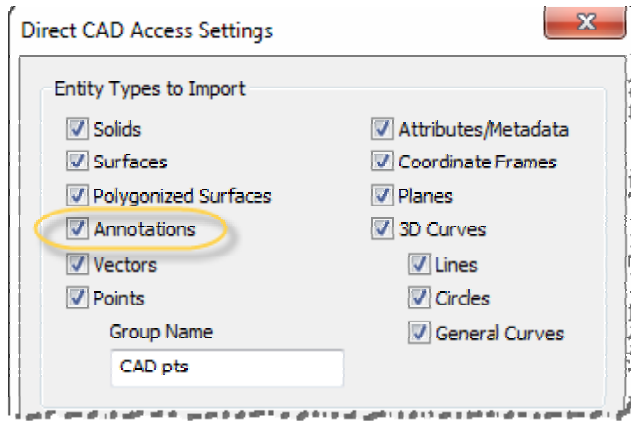 Direct CAD Access Settings
Entity Types to Import
Solids
Surfaces
Polygonized Surfaces
Annotations
Vectors
Points
Group Name
CAD pts
Attributes/Metadata
Coordinate Frames
Planes
3D Curves
Lines
Circles
General Curves